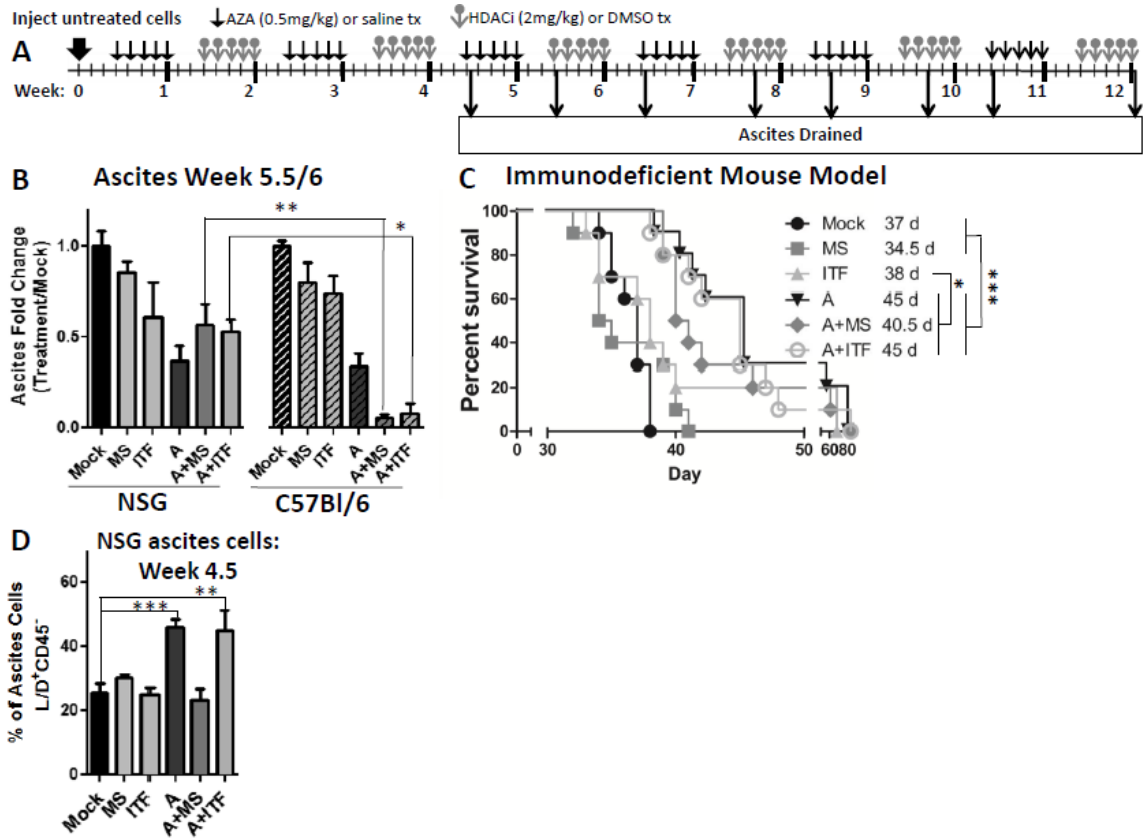 Inject untreated cells
AZA (0.5mg/kg) or saline tx
HDACi (2mg/kg) or DMSO tx
A
Week: 0 1 2 3 4 5 6 7 8 9 10 11 12
Ascites Drained
B Ascites Week 5.5/6
Ascites Fold Change
(Treatment/Mock)
1.0
0.5
0.0
** *
Mock MS ITF A A+MS A+ITF
NSG
Mock MS ITF A A+MS A+ITF
C57Bl/6
C Immunodeficient Mouse Model
Percent survival
100
80
60
40
20
0
0 30 40 50 60 80
Day
Mock 37 d
MS 34.5 d
ITF 38 d
A 45 d
A+MS 40.5 d
A+ITF 45 d
*
***
D NSG ascites cells:
Week 4.5
% of Ascites Cells
L/D⁺CD45⁻
60
40
20
0
*** **
Mock MS ITF A A+MS A+ITF